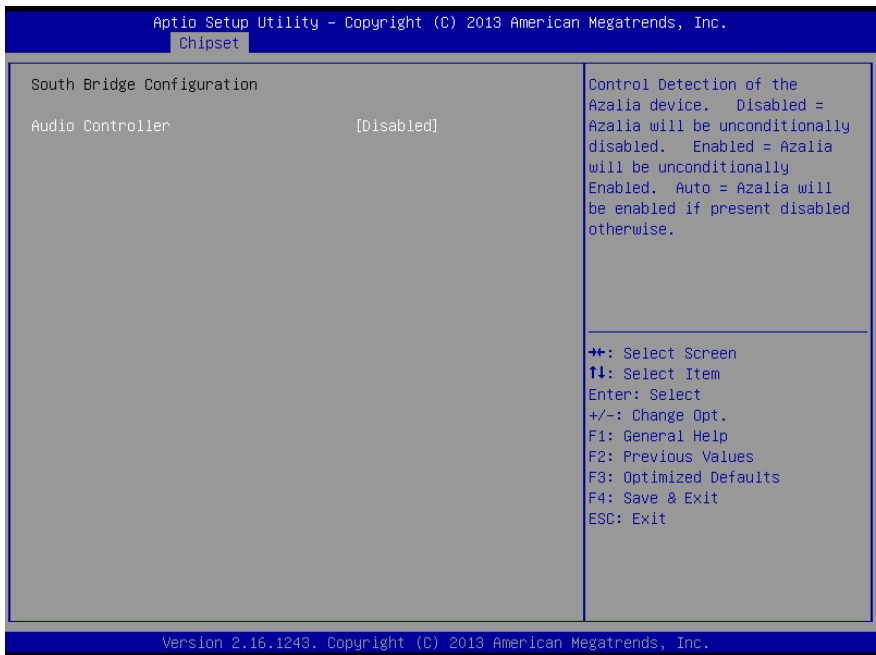 Aptio Setup Utility – Copyright (C) 2013 American Megatrends, Inc.
Chipset
South Bridge Configuration
Audio Controller [Disabled]
Control Detection of the
Azalia device. Disabled =
Azalia will be unconditionally
disabled. Enabled = Azalia
will be unconditionally
Enabled. Auto = Azalia will
be enabled if present disabled
otherwise.
→←: Select Screen
↑↓: Select Item
Enter: Select
+/-: Change Opt.
F1: General Help
F2: Previous Values
F3: Optimized Defaults
F4: Save & Exit
ESC: Exit
Version 2.16.1243. Copyright (C) 2013 American Megatrends, Inc.